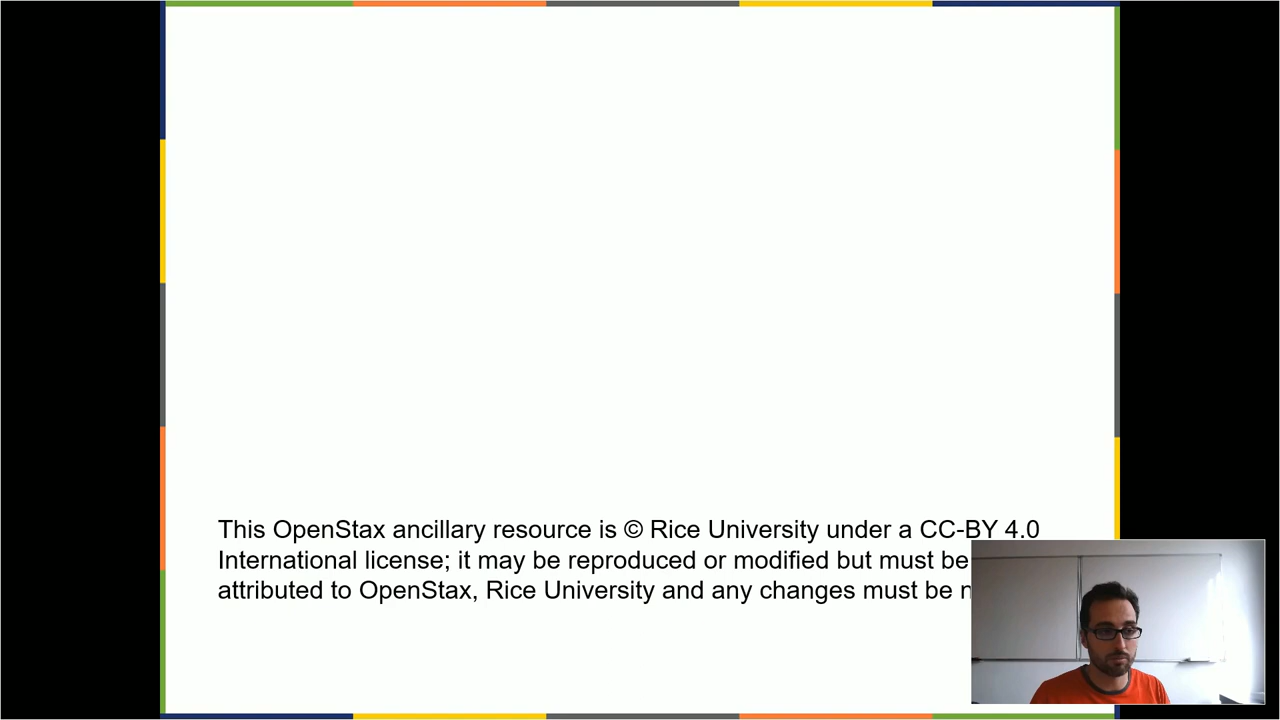 This OpenStax ancillary resource is © Rice University under a CC-BY 4.0
International license; it may be reproduced or modified but must be
attributed to OpenStax, Rice University and any changes must be